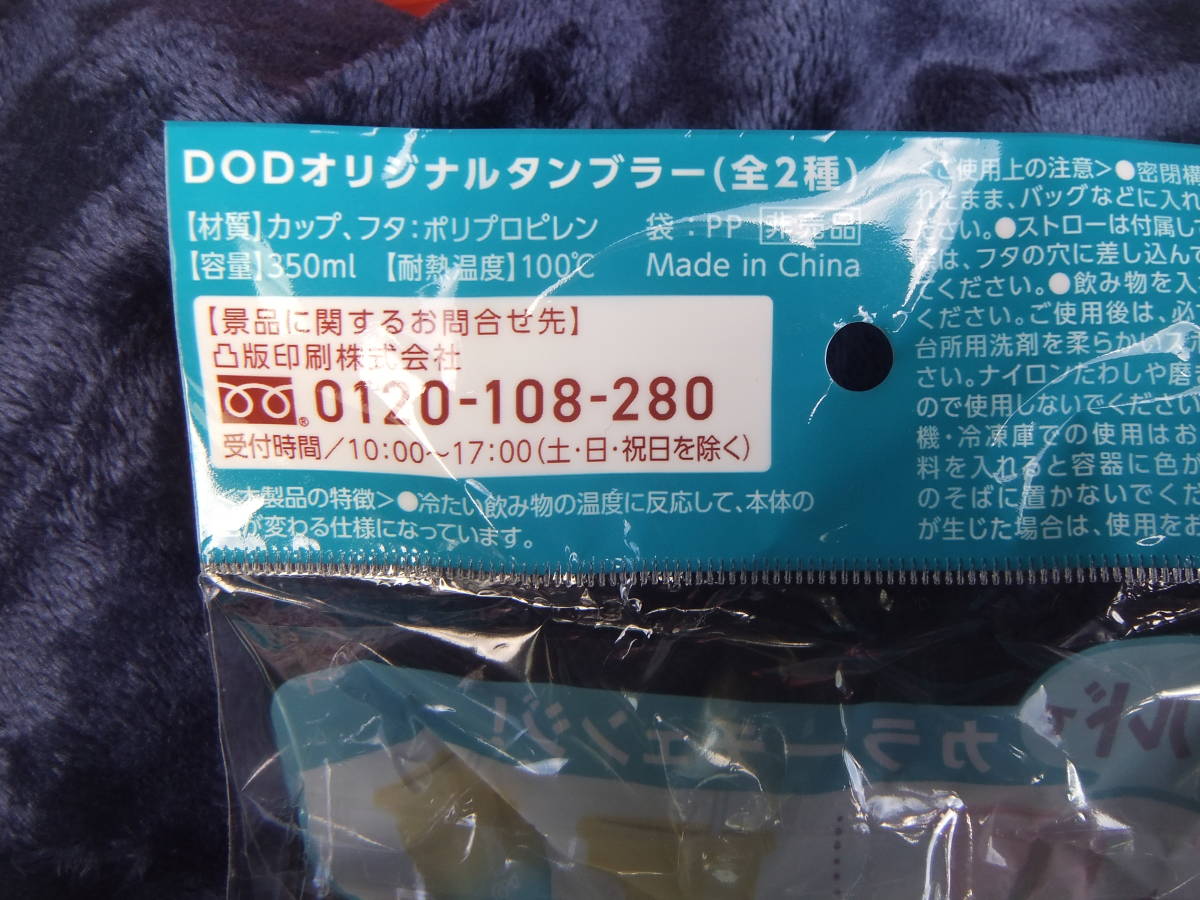 DODオリジナルタンブラー(全2種)
【材質】カップ、フタ:ポリプロピレン 袋:PP 非売品
【容量】350ml 【耐熱温度】100℃ Made in China
【景品に関するお問合せ先】
凸版印刷株式会社
0120-108-280
受付時間/10:00〜17:00(土・日・祝日を除く)
本製品の特徴>●冷たい飲み物の温度に反応して、本体の
が変わる仕様になっています。
<ご使用上の注意>●密閉構
れたまま、バッグなどに入れ
ださい。●ストローは付属し
は、フタの穴に差し込んで
てください。●飲み物を入
ください。ご使用後は、必
台所用洗剤を柔らかいスポ
さい。ナイロンたわしや磨き
ので使用しないでください
機・冷凍庫での使用はお
料を入れると容器に色が
のそばに置かないでくだ
が生じた場合は、使用をお
カラーチェンジ!